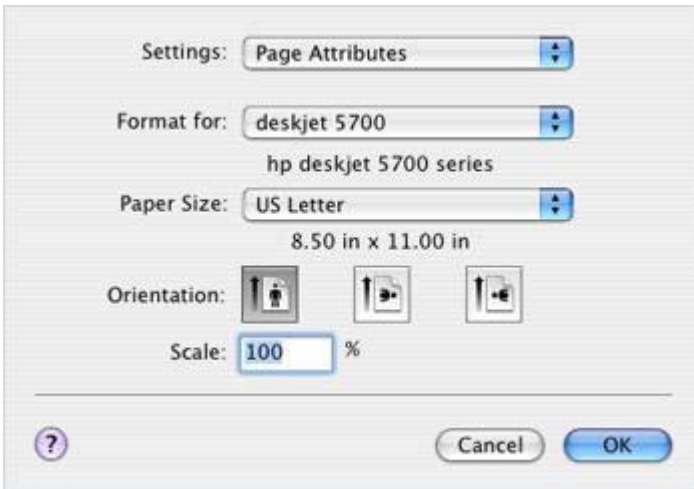 Settings: Page Attributes
Format for: deskjet 5700
hp deskjet 5700 series
Paper Size: US Letter
8.50 in x 11.00 in
Orientation:
Scale: 100 %
? Cancel OK